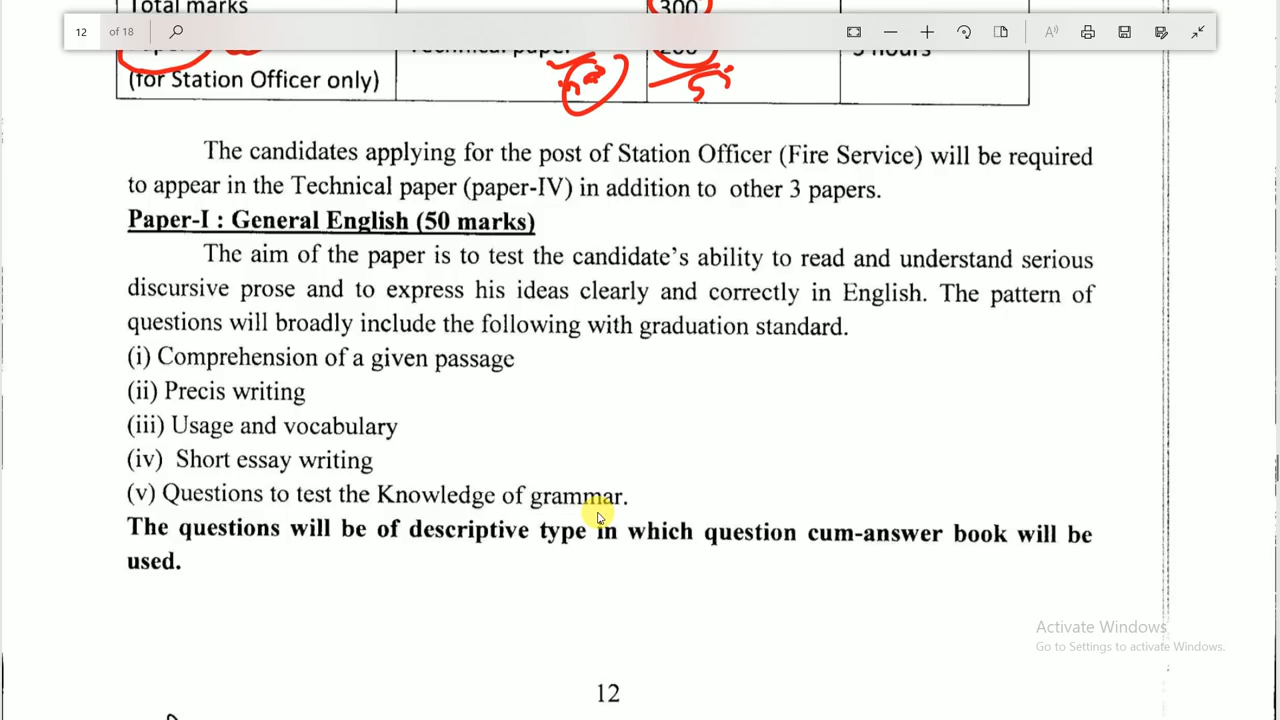 Total marks
300
12 of 18
Technical paper
200
3 hours
(for Station Officer only)
The candidates applying for the post of Station Officer (Fire Service) will be required
to appear in the Technical paper (paper-IV) in addition to other 3 papers.
Paper-I : General English (50 marks)
The aim of the paper is to test the candidate's ability to read and understand serious
discursive prose and to express his ideas clearly and correctly in English. The pattern of
questions will broadly include the following with graduation standard.
(i) Comprehension of a given passage
(ii) Precis writing
(iii) Usage and vocabulary
(iv) Short essay writing
(v) Questions to test the Knowledge of grammar.
The questions will be of descriptive type in which question cum-answer book will be
used.
Activate Windows
Go to Settings to activate Windows.
12